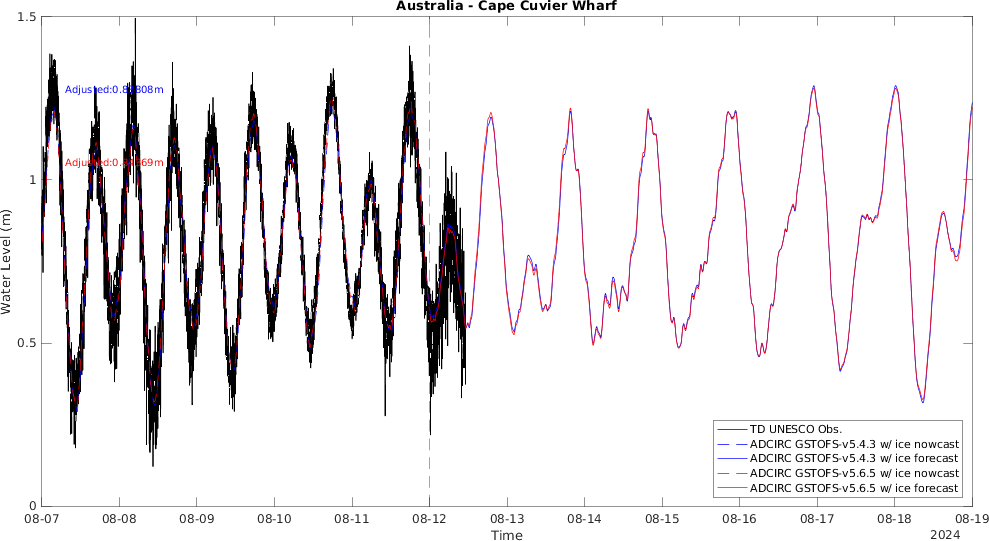 Australia - Cape Cuvier Wharf
1.5
1
0.5
0
Water Level (m)
08-07
08-08
08-09
08-10
08-11
08-12
08-13
08-14
08-15
08-16
08-17
08-18
08-19
Time
2024
TD UNESCO Obs.
ADCIRC GSTOFS-v5.4.3 w/ ice nowcast
ADCIRC GSTOFS-v5.4.3 w/ ice forecast
ADCIRC GSTOFS-v5.6.5 w/ ice nowcast
ADCIRC GSTOFS-v5.6.5 w/ ice forecast